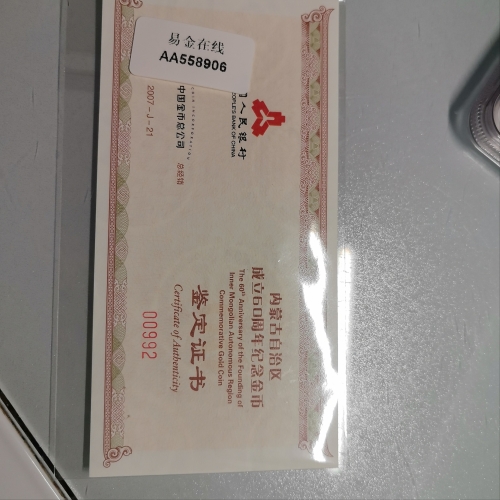 易金在线
AA558906
人民银行
PEOPLE'S BANK OF CHINA
内蒙古自治区
成立60周年纪念金币
The 60th Anniversary of the Founding of
Inner Mongolian Autonomous Region
Commemorative Gold Coin
鉴定证书
Certificate of Authenticity
00992
中国金币总公司 总经销
2007-J-21